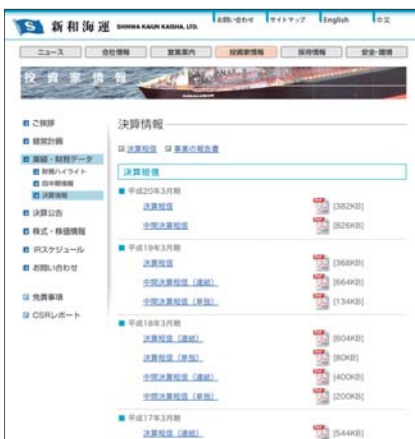 新和海運 SHINWA KAIUN KAISHA, LTD.
お問い合わせ サイトマップ English 中文
ニュース 会社情報 営業案内 投資家情報 採用情報 安全・環境
投資家情報
ご挨拶
経営計画
業績・財務データ
財務ハイライト
四半期情報
決算情報
決算公告
株式・株価情報
IRスケジュール
お問い合わせ
免責事項
CSRレポート
決算情報
決算短信 事業の報告書
決算短信
平成20年3月期
決算短信 [382KB]
中間決算短信 [826KB]
平成19年3月期
決算短信 [368KB]
中間決算短信（連結） [664KB]
中間決算短信（単独） [134KB]
平成18年3月期
決算短信（連結） [604KB]
決算短信（単独） [80KB]
中間決算短信（連結） [400KB]
中間決算短信（単独） [200KB]
平成17年3月期
決算短信（連結） [544KB]